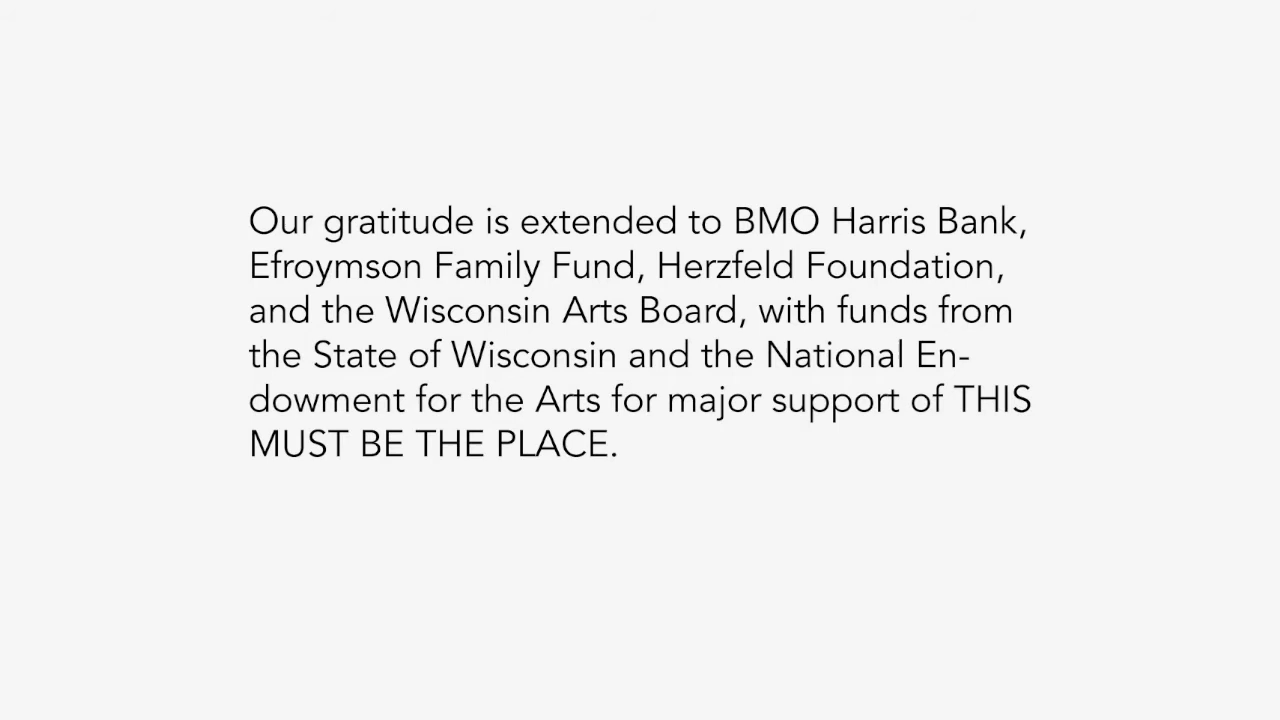 Our gratitude is extended to BMO Harris Bank,
Efroymson Family Fund, Herzfeld Foundation,
and the Wisconsin Arts Board, with funds from
the State of Wisconsin and the National En-
dowment for the Arts for major support of THIS
MUST BE THE PLACE.